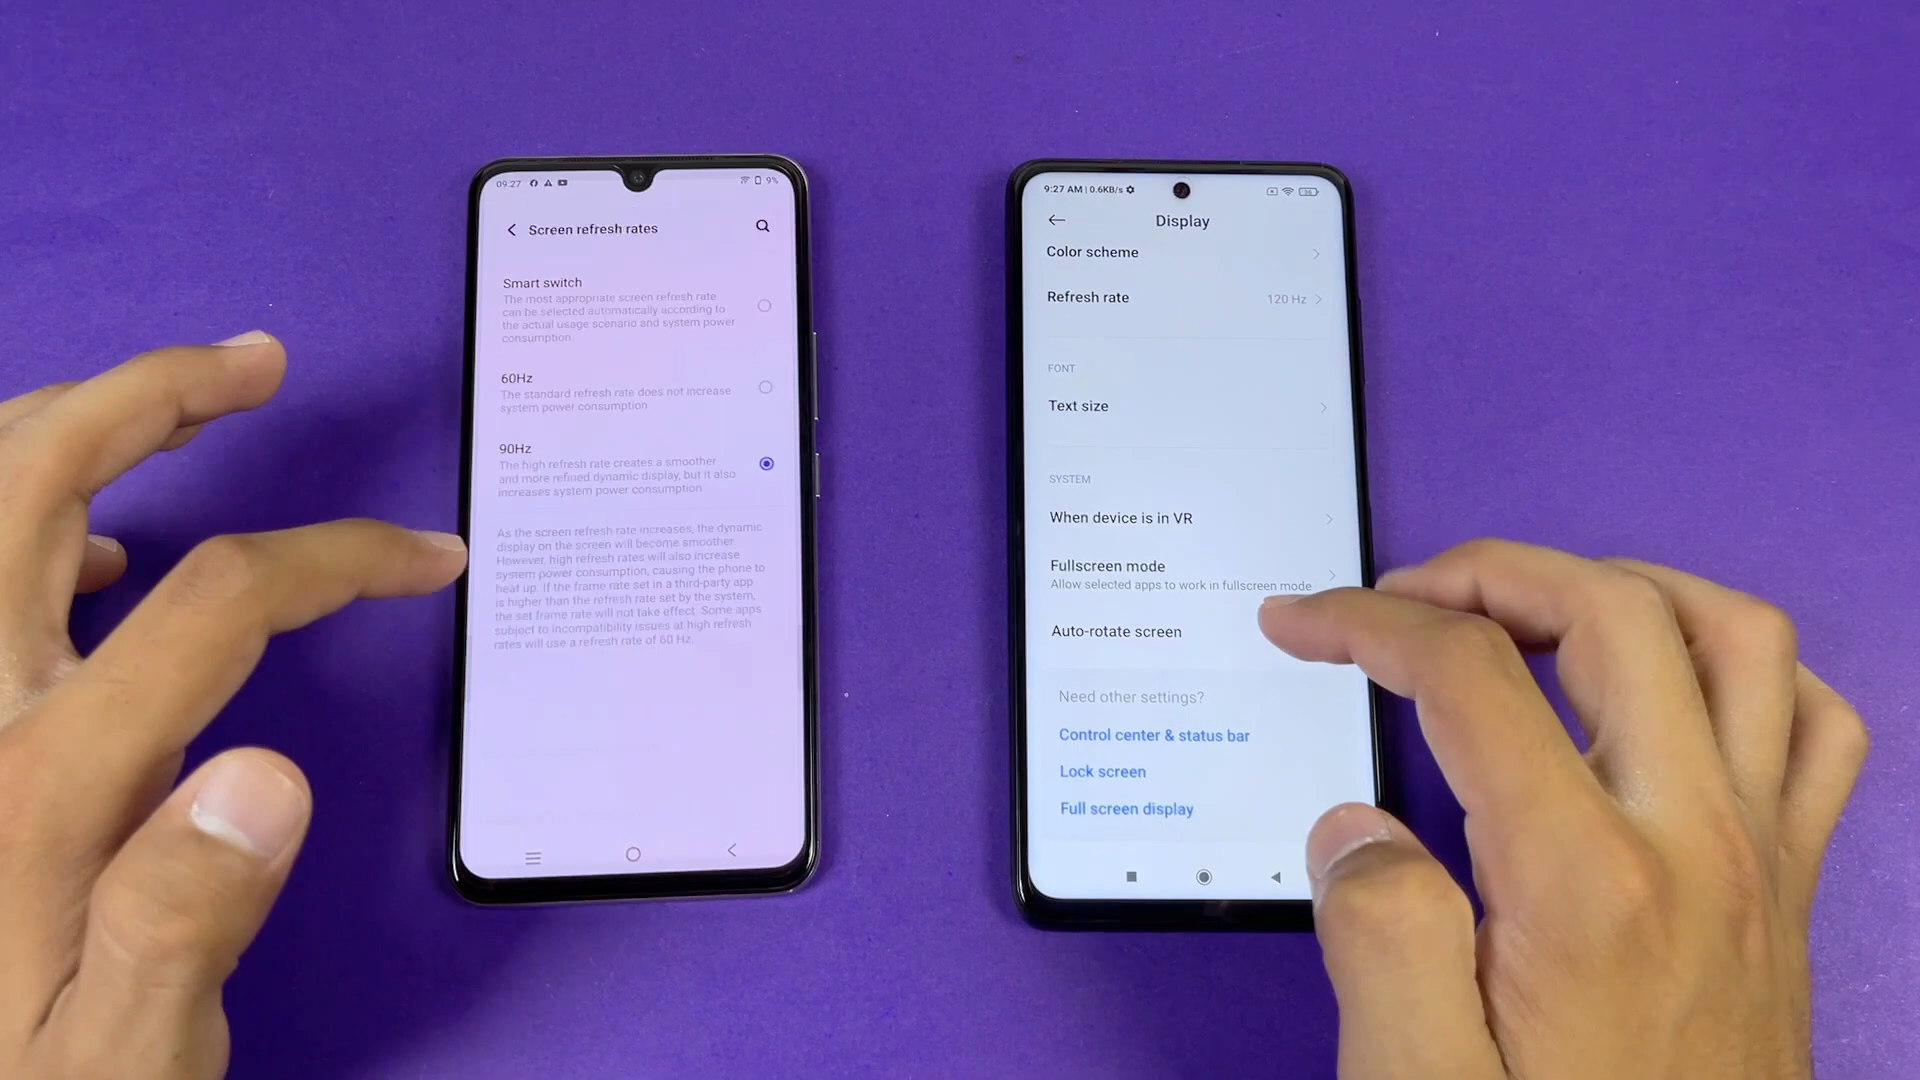 09:27
9%
Screen refresh rates
Smart switch
The most appropriate screen refresh rate
can be selected automatically according to
the actual usage scenario and system power
consumption
60Hz
The standard refresh rate does not increase
system power consumption
90Hz
The high refresh rate creates a smoother
and more refined dynamic display, but it also
increases system power consumption
As the screen refresh rate increases, the dynamic
display on the screen will become smoother
However, high refresh rates will also increase
system power consumption, causing the phone to
heat up. If the frame rate set in a third-party app
is higher than the refresh rate set by the system,
the set frame rate will not take effect. Some apps
subject to incompatibility issues at high refresh
rates will use a refresh rate of 60 Hz.
9:27 AM | 0.6KB/s
Display
Color scheme
Refresh rate
120 Hz
FONT
Text size
SYSTEM
When device is in VR
Fullscreen mode
Allow selected apps to work in fullscreen mode
Auto-rotate screen
Need other settings?
Control center & status bar
Lock screen
Full screen display